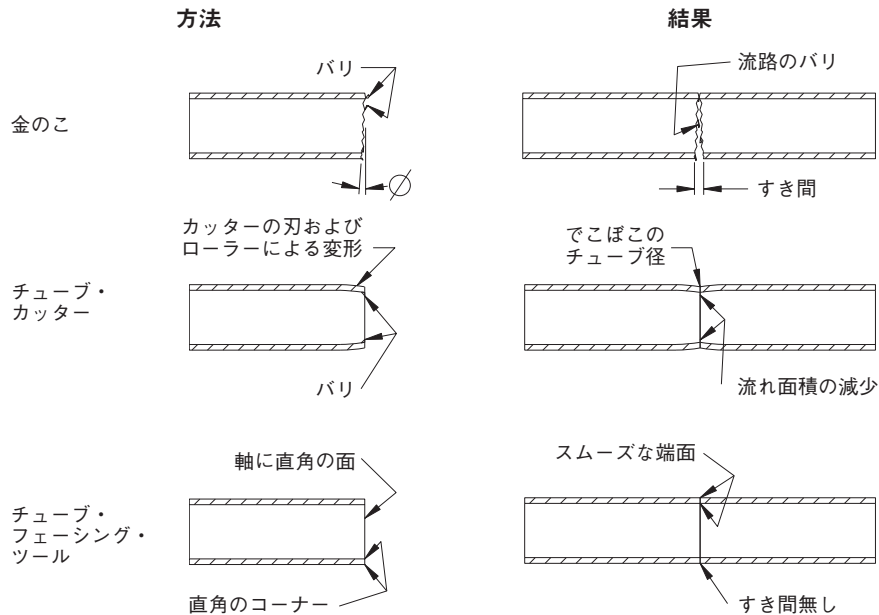 方法
結果
バリ
流路のバリ
金のこ
すき間
カッターの刃および
ローラーによる変形
でこぼこの
チューブ径
チューブ・
カッター
バリ
流れ面積の減少
軸に直角の面
スムーズな端面
チューブ・
フェーシング・
ツール
直角のコーナー
すき間無し